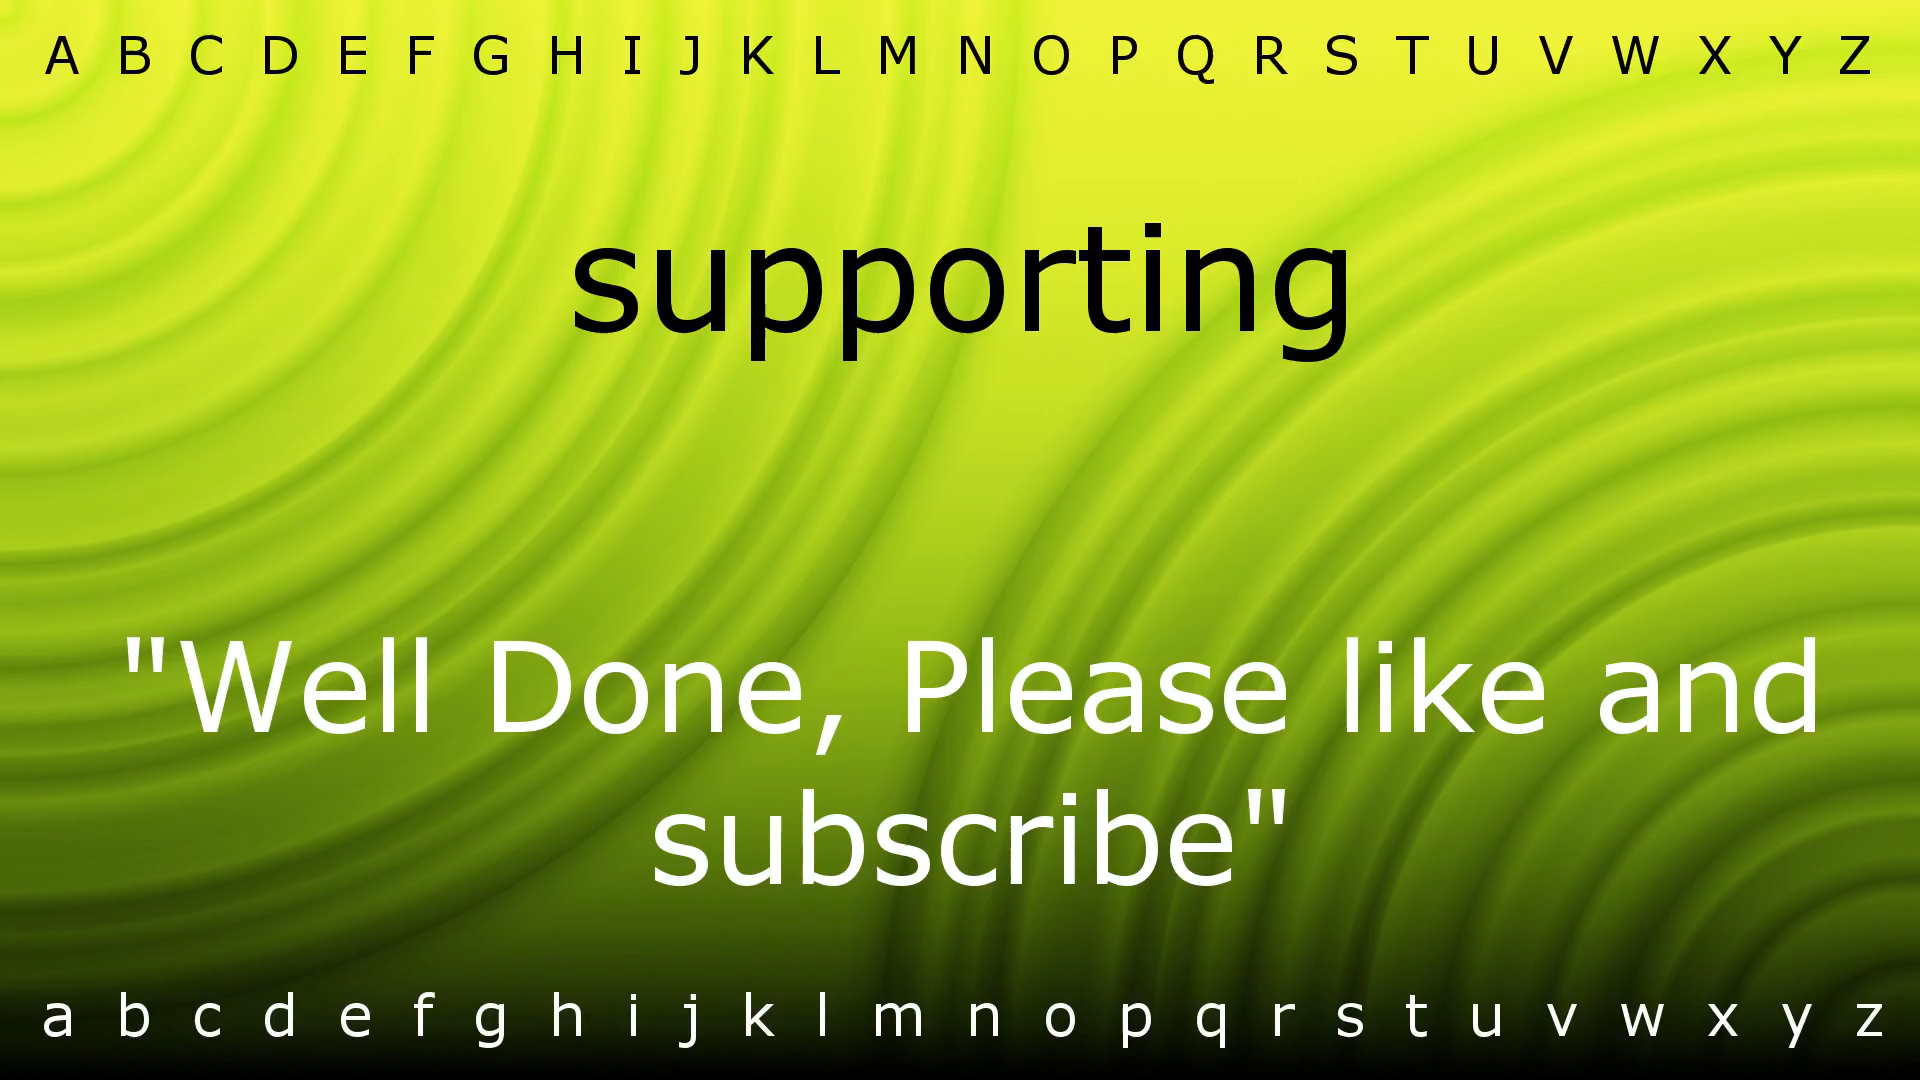 A B C D E F G H I J K L M N O P Q R S T U V W X Y Z
supporting
"Well Done, Please like and
subscribe"
a b c d e f g h i j k l m n o p q r s t u v w x y z